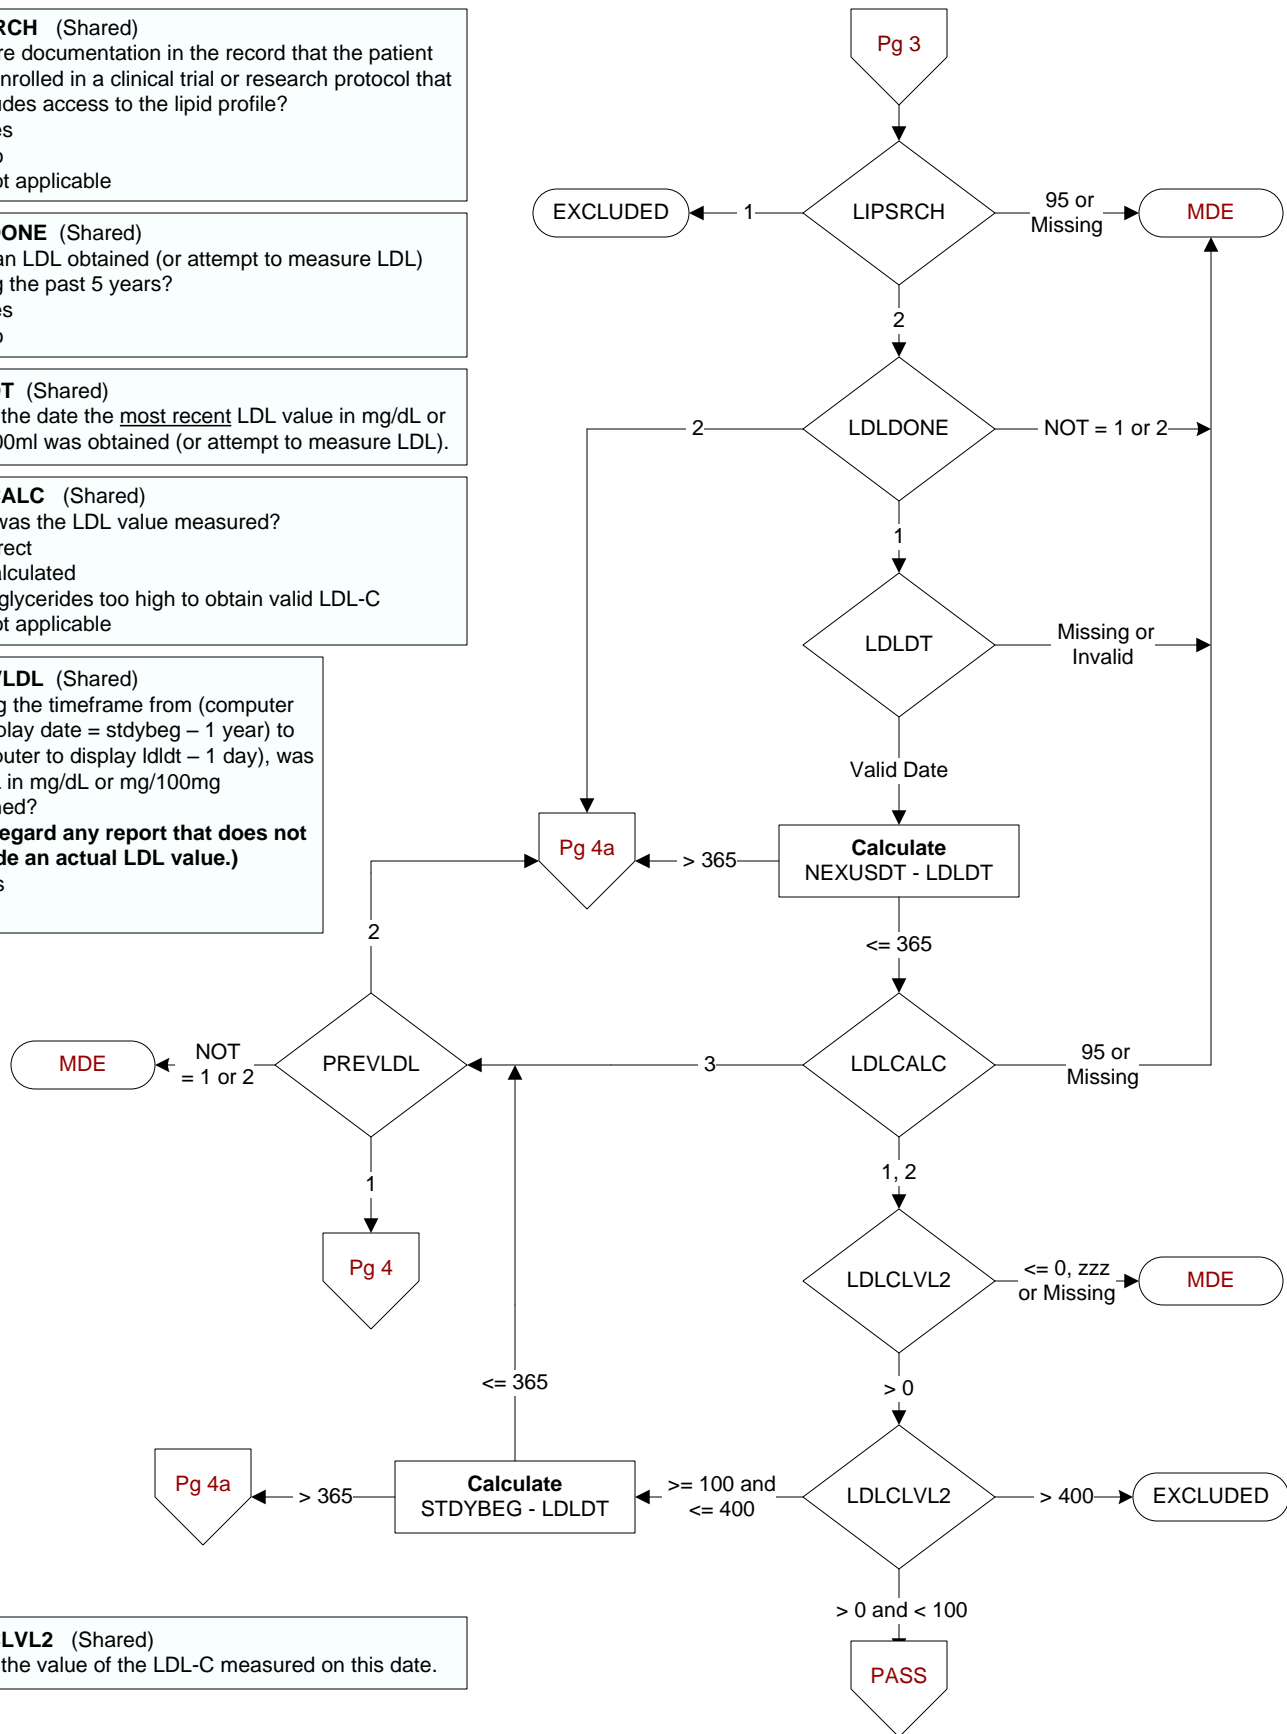 RCH (Shared)
re documentation in the record that the patient
nrolled in a clinical trial or research protocol that
udes access to the lipid profile?
es
o
ot applicable
ONE (Shared)
an LDL obtained (or attempt to measure LDL)
g the past 5 years?
es
o
T (Shared)
the date the most recent LDL value in mg/dL or
00ml was obtained (or attempt to measure LDL).
ALC (Shared)
was the LDL value measured?
rect
alculated
glycerides too high to obtain valid LDL-C
ot applicable
LDL (Shared)
g the timeframe from (computer
play date = stdybeg – 1 year) to
outer to display ldldt – 1 day), was
in mg/dL or mg/100mg
ned?
egard any report that does not
de an actual LDL value.)
s
LVL2 (Shared)
the value of the LDL-C measured on this date.
Pg 3
LIPSRCH
1
EXCLUDED
95 or
Missing
MDE
2
LDLDONE
2
NOT = 1 or 2
1
LDLDT
Missing or
Invalid
Valid Date
Calculate
NEXUSDT - LDLDT
> 365
Pg 4a
<= 365
LDLCALC
3
95 or
Missing
1, 2
PREVLDL
2
NOT
= 1 or 2
MDE
1
Pg 4
LDLCLVL2
<= 0, zzz
or Missing
MDE
> 0
LDLCLVL2
> 400
EXCLUDED
>= 100 and
<= 400
Calculate
STDYBEG - LDLDT
<= 365
> 365
Pg 4a
> 0 and < 100
PASS